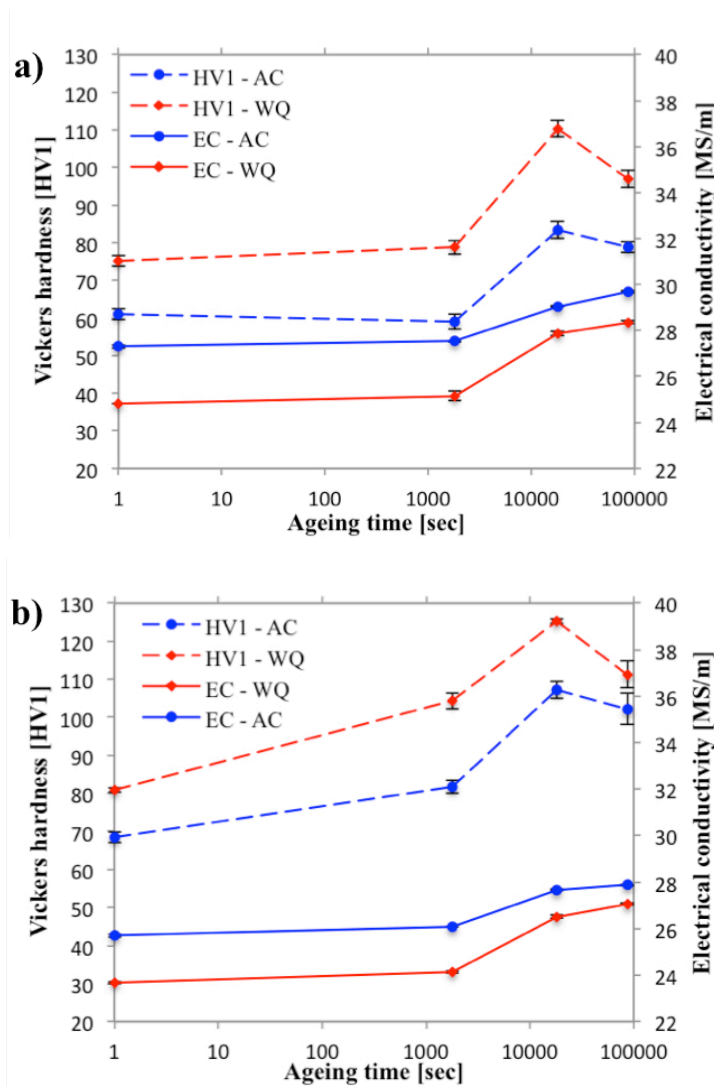 a)
130
120
110
100
90
80
70
60
50
40
30
20
Vickers hardness [HV1]
HV1 - AC
HV1 - WQ
EC - AC
EC - WQ
40
38
36
34
32
30
28
26
24
22
Electrical conductivity [MS/m]
1 10 100 1000 10000 100000
Ageing time [sec]
b)
130
120
110
100
90
80
70
60
50
40
30
20
Vickers hardness [HV1]
HV1 - AC
HV1 - WQ
EC - WQ
EC - AC
40
38
36
34
32
30
28
26
24
22
Electrical conductivity [MS/m]
1 10 100 1000 10000 100000
Ageing time [sec]